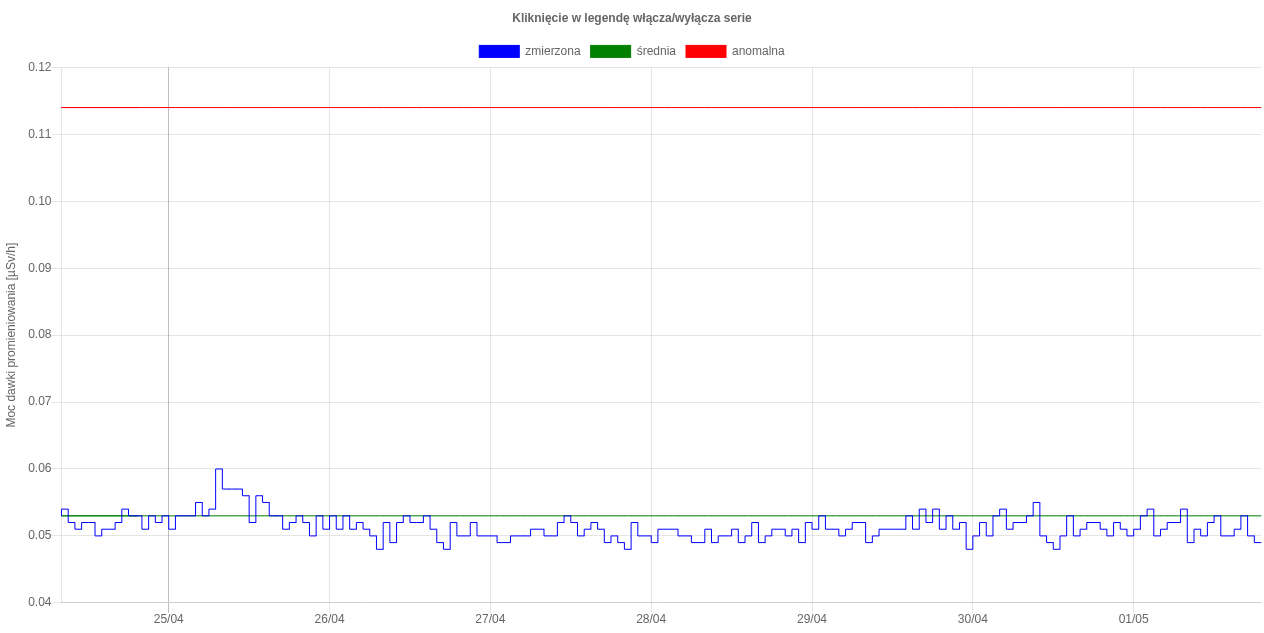 Kliknięcie w legendę włącza/wyłącza serie
zmierzona średnia anomalna
Moc dawki promieniowania [µSv/h]
0.12
0.11
0.10
0.09
0.08
0.07
0.06
0.05
0.04
25/04 26/04 27/04 28/04 29/04 30/04 01/05